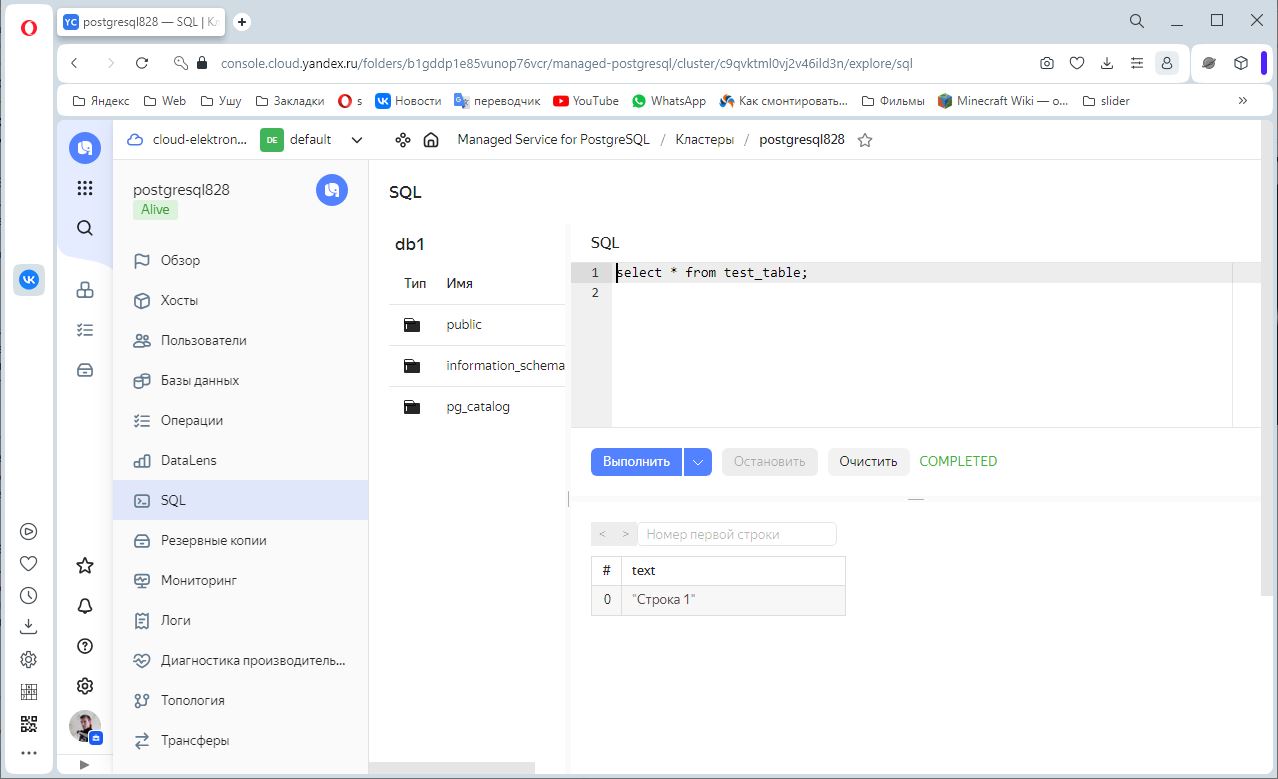 YC postgresql828 — SQL | Кл
console.cloud.yandex.ru/folders/b1gddp1e85vunop76vcr/managed-postgresql/cluster/c9qvktml0vj2v46ild3n/explore/sql
Яндекс Web Ушу Закладки s Новости переводчик YouTube WhatsApp Как смонтировать... Фильмы Minecraft Wiki — о... slider »
cloud-elektron... DE default Managed Service for PostgreSQL / Кластеры / postgresql828
postgresql828
Alive
Обзор
Хосты
Пользователи
Базы данных
Операции
DataLens
SQL
Резервные копии
Мониторинг
Логи
Диагностика производитель...
Топология
Трансферы
SQL
db1
Тип Имя
public
information_schema
pg_catalog
SQL
1 select * from test_table;
2
Выполнить Остановить Очистить COMPLETED
< > Номер первой строки
# text
0 "Строка 1"